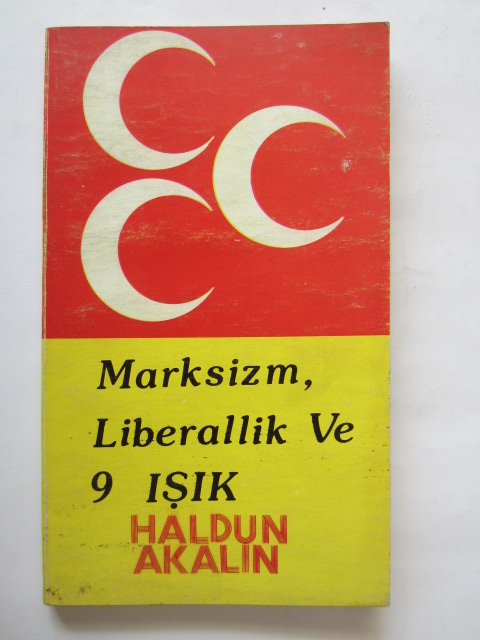 Marksizm,
Liberallik Ve
9 IŞIK
HALDUN
AKALIN